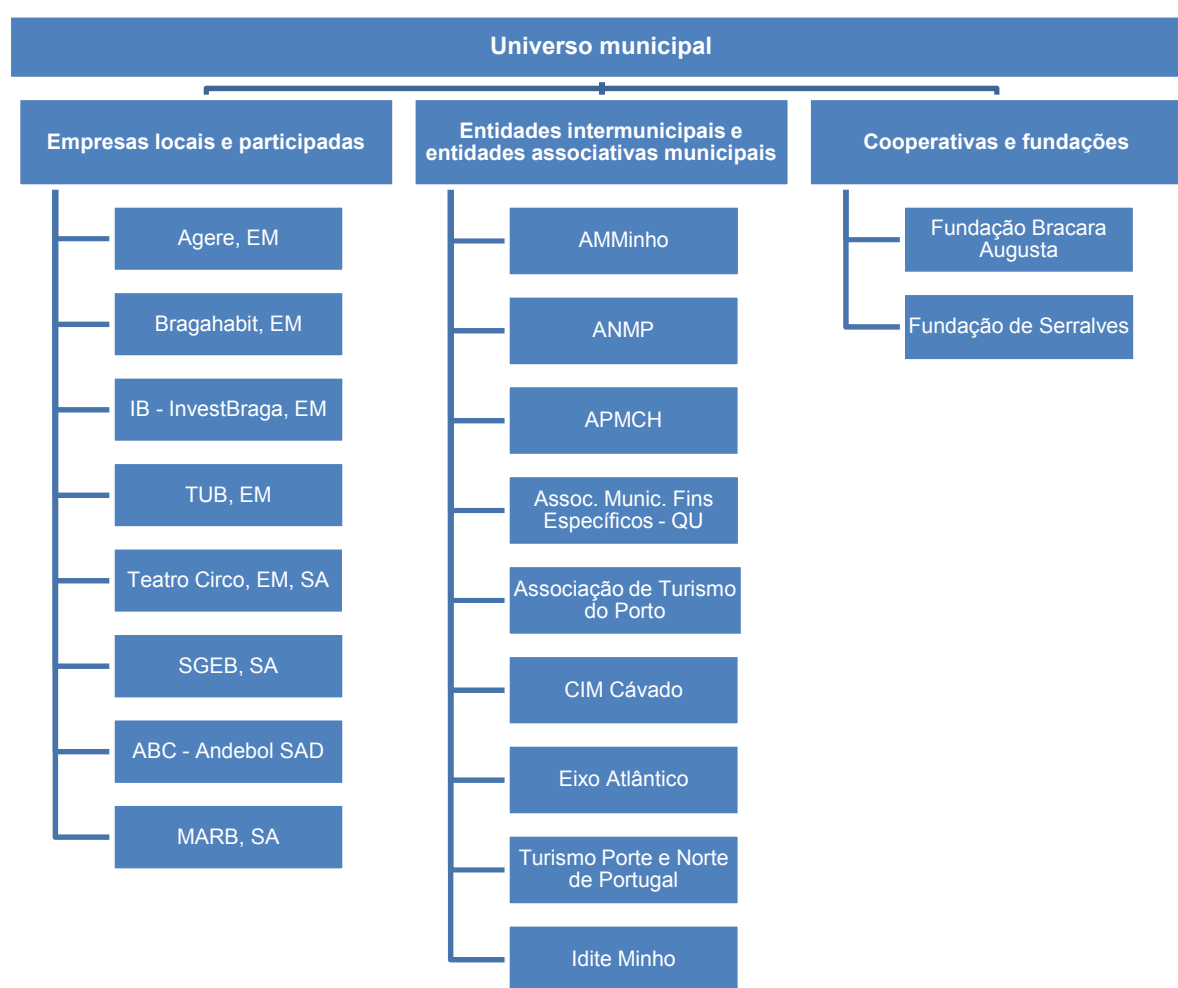 Universo municipal
Empresas locais e participadas
Agere, EM
Bragahabit, EM
IB - InvestBraga, EM
TUB, EM
Teatro Circo, EM, SA
SGEB, SA
ABC - Andebol SAD
MARB, SA
Entidades intermunicipais e
entidades associativas municipais
AMMinho
ANMP
APMCH
Assoc. Munic. Fins
Específicos - QU
Associação de Turismo
do Porto
CIM Cávado
Eixo Atlântico
Turismo Porte e Norte
de Portugal
Idite Minho
Cooperativas e fundações
Fundação Bracara
Augusta
Fundação de Serralves